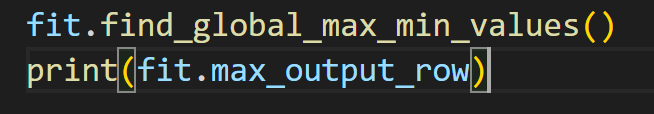 fit.find_global_max_min_values()
print(fit.max_output_row)